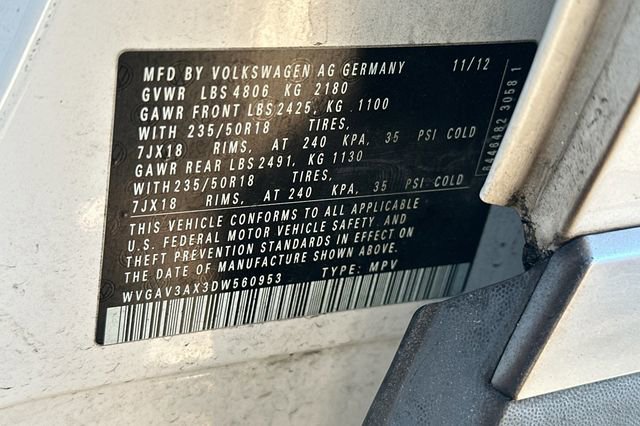 MFD BY VOLKSWAGEN AG GERMANY 11/12
GVWR LBS 4806, KG 2180
GAWR FRONT LBS 2425, KG 1100
WITH 235/50R18 TIRES,
7JX18 RIMS, AT 240 KPA, 35 PSI COLD
GAWR REAR LBS 2491, KG 1130
WITH 235/50R18 TIRES,
7JX18 RIMS, AT 240 KPA, 35 PSI COLD
THIS VEHICLE CONFORMS TO ALL APPLICABLE
U.S. FEDERAL MOTOR VEHICLE SAFETY AND
THEFT PREVENTION STANDARDS IN EFFECT ON
THE DATE OF MANUFACTURE SHOWN ABOVE.
WVGAV3AX3DW560953 TYPE: MPV